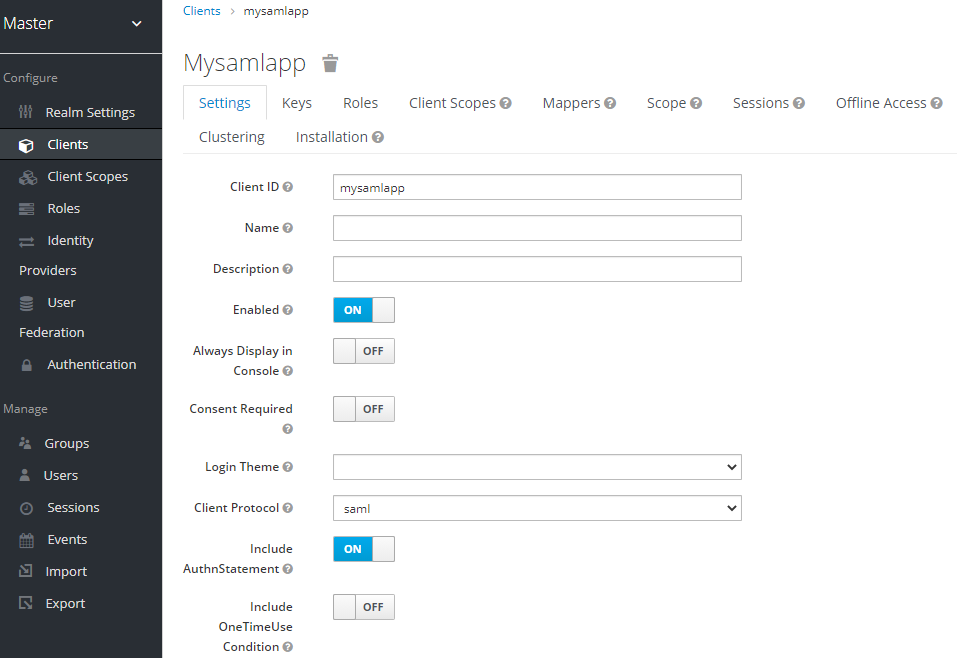 Master
Configure
Realm Settings
Clients
Client Scopes
Roles
Identity
Providers
User
Federation
Authentication
Manage
Groups
Users
Sessions
Events
Import
Export
Clients > mysamlapp
Mysamlapp
Settings Keys Roles Client Scopes Mappers Scope Sessions Offline Access
Clustering Installation
Client ID mysamlapp
Name
Description
Enabled ON
Always Display in
Console OFF
Consent Required OFF
Login Theme
Client Protocol saml
Include
AuthnStatement ON
Include
OneTimeUse
Condition OFF